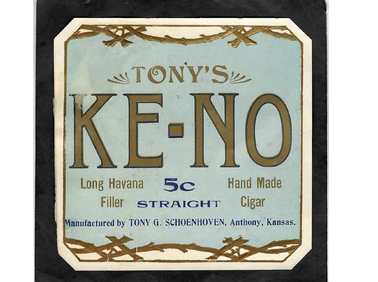 TONY'S
KE-NO
Long Havana 5c Hand Made
Filler STRAIGHT Cigar
Manufactured by TONY G. SCHOENHOVEN, Anthony, Kansas.